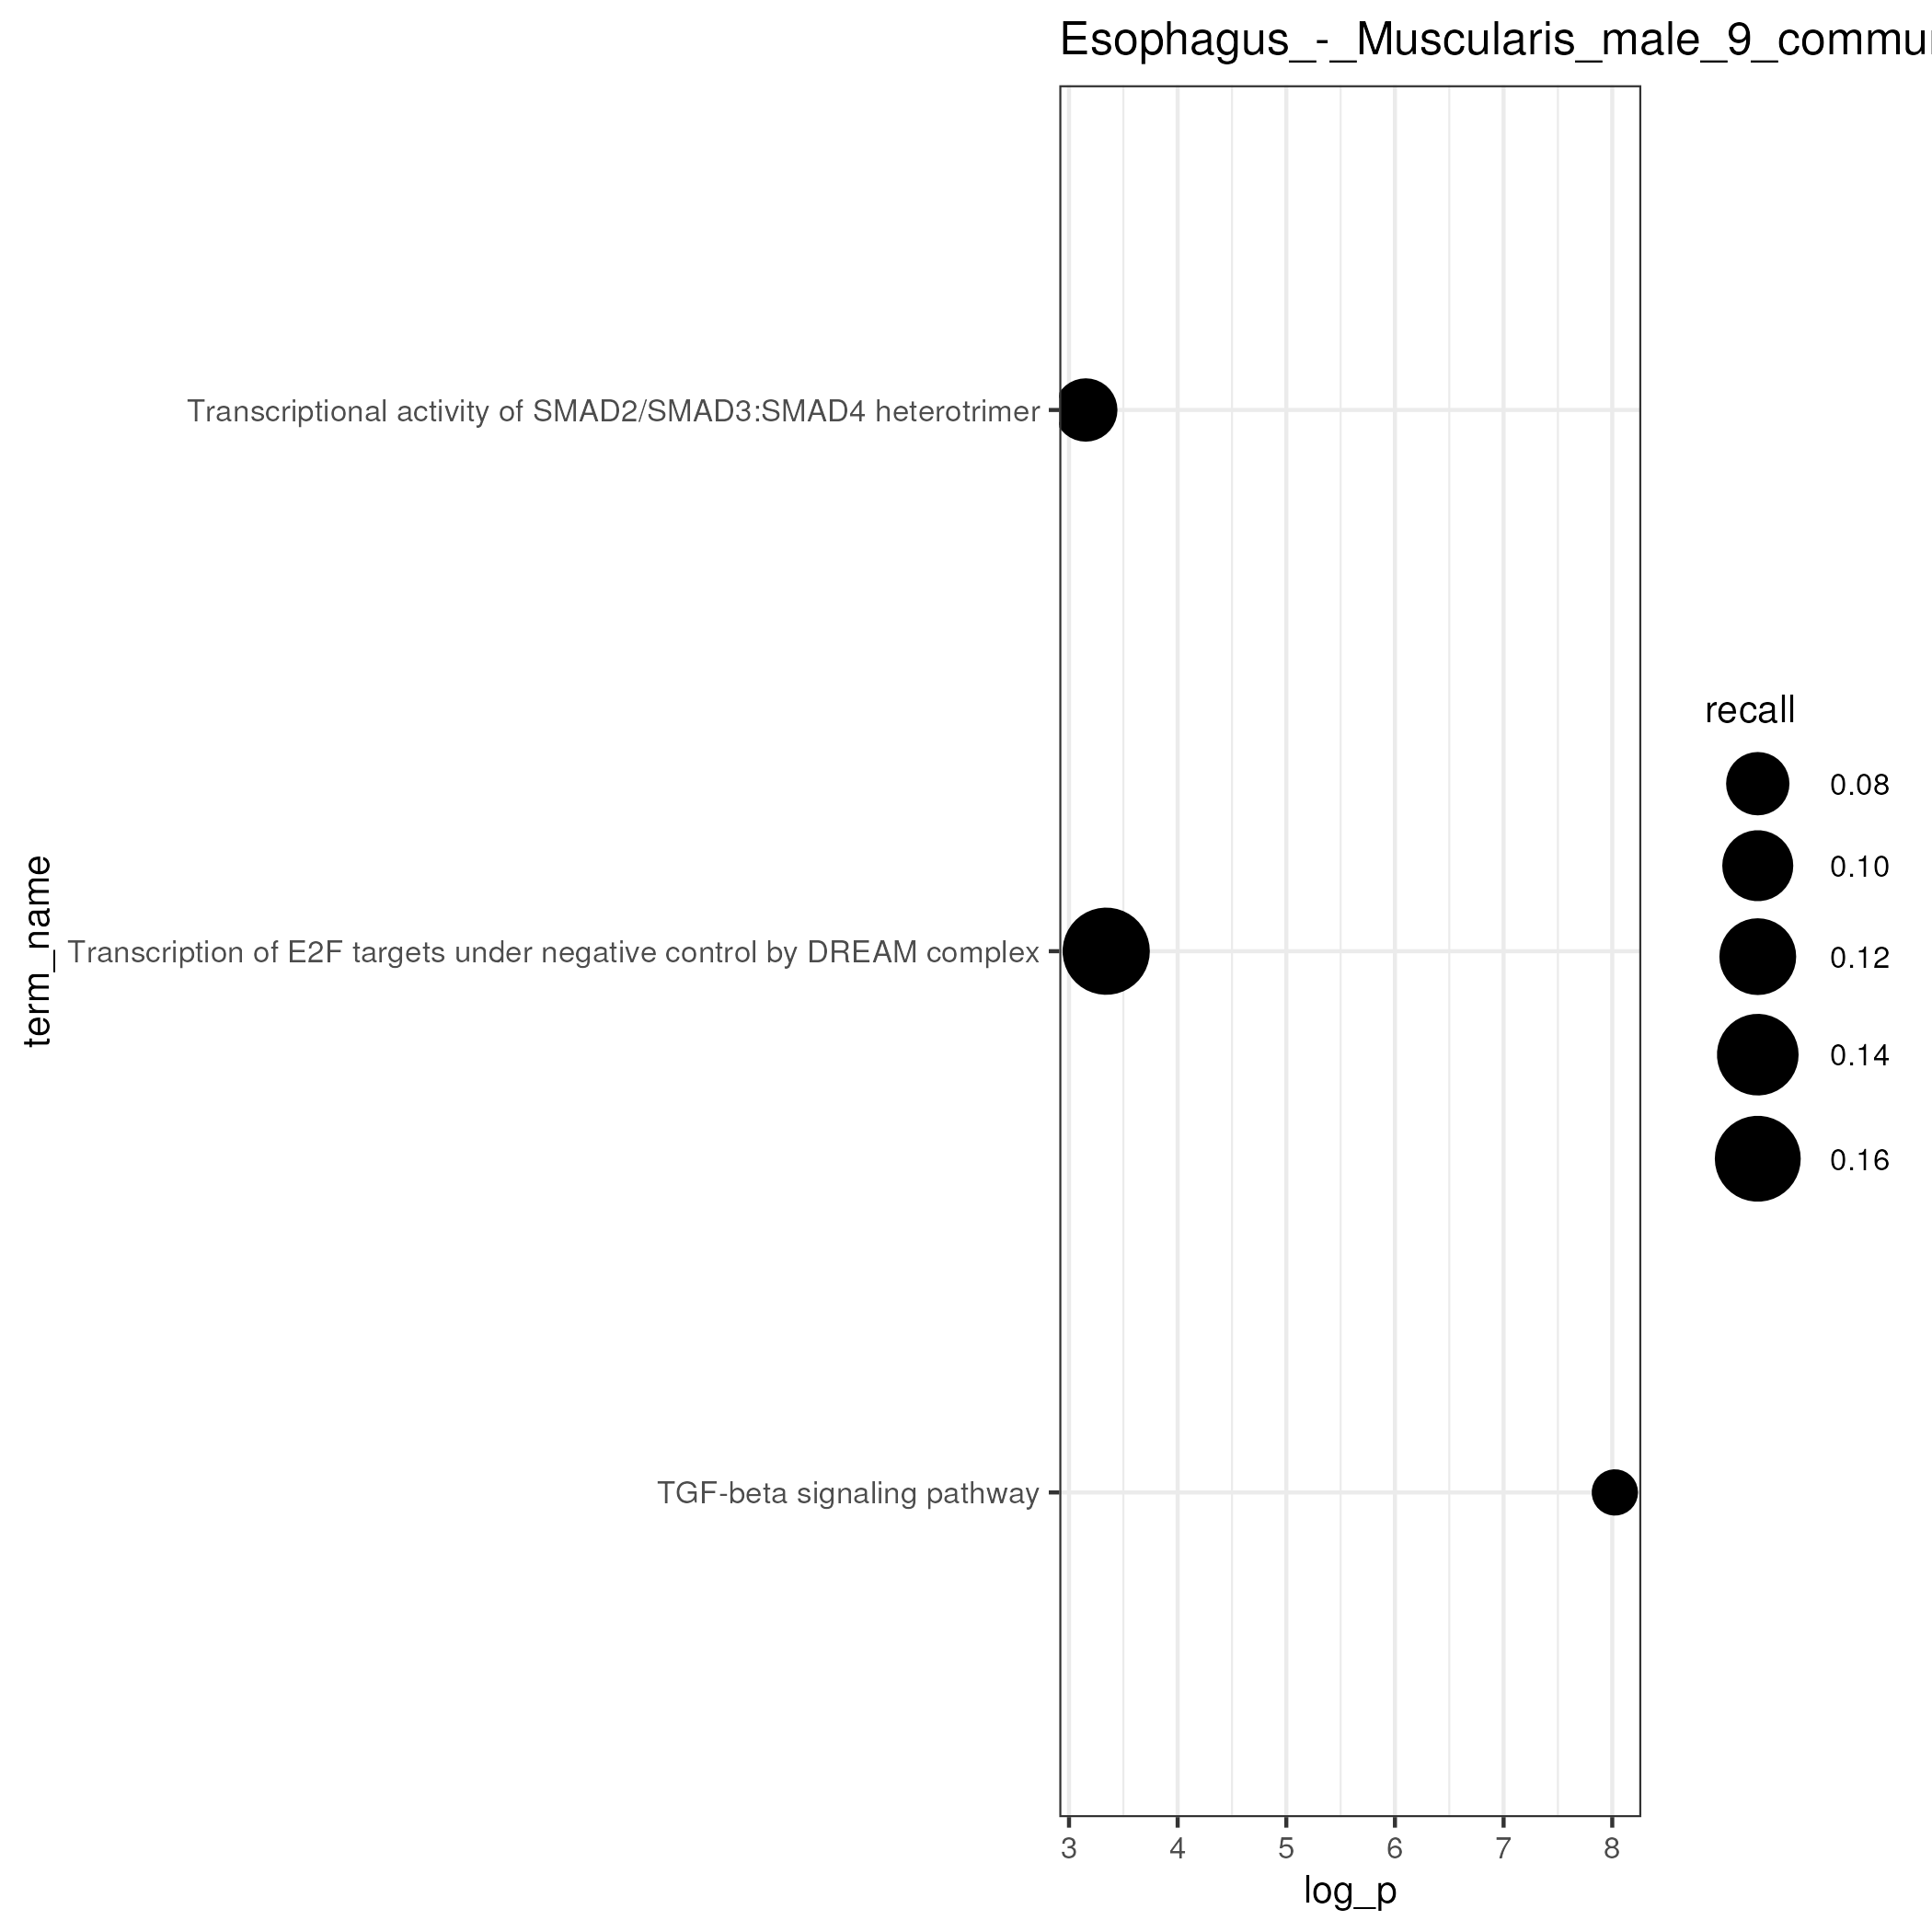 Esophagus_-_Muscularis_male_9_commu
Transcriptional activity of SMAD2/SMAD3:SMAD4 heterotrimer
Transcription of E2F targets under negative control by DREAM complex
TGF-beta signaling pathway
term_name
3 4 5 6 7 8
log_p
recall
0.08
0.10
0.12
0.14
0.16